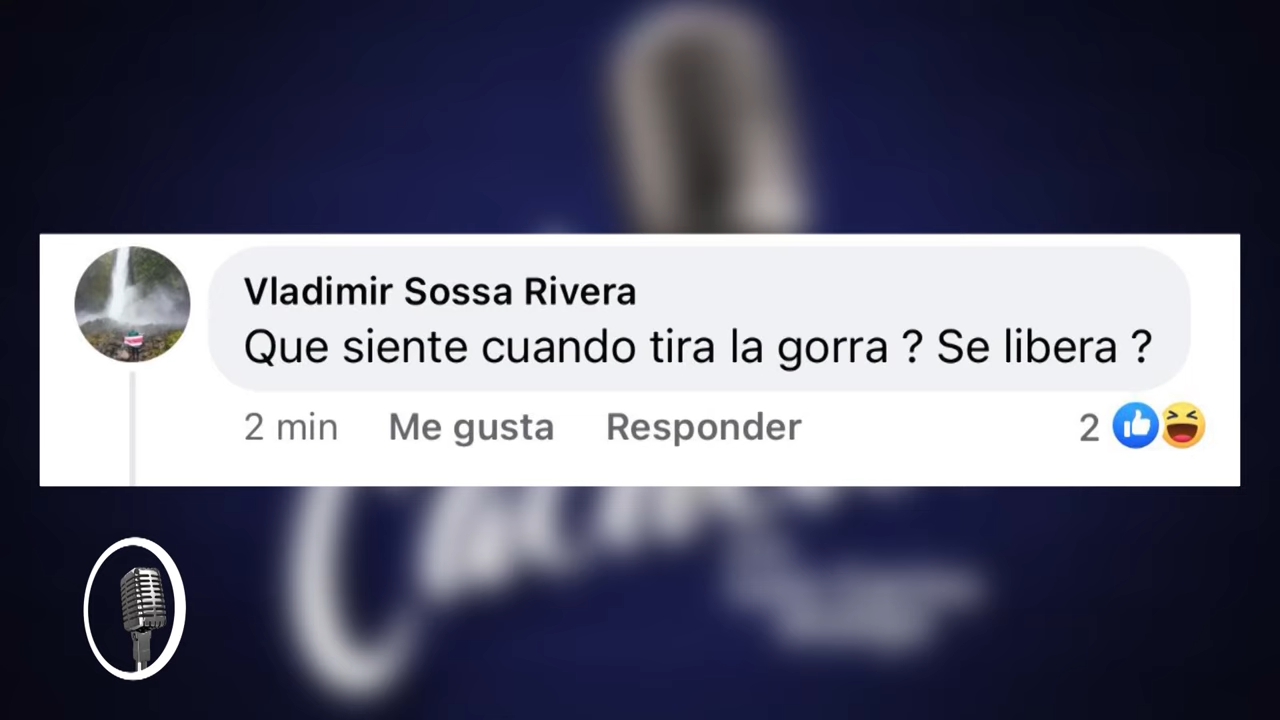 Vladimir Sossa Rivera
Que siente cuando tira la gorra ? Se libera ?
2 min Me gusta Responder 2